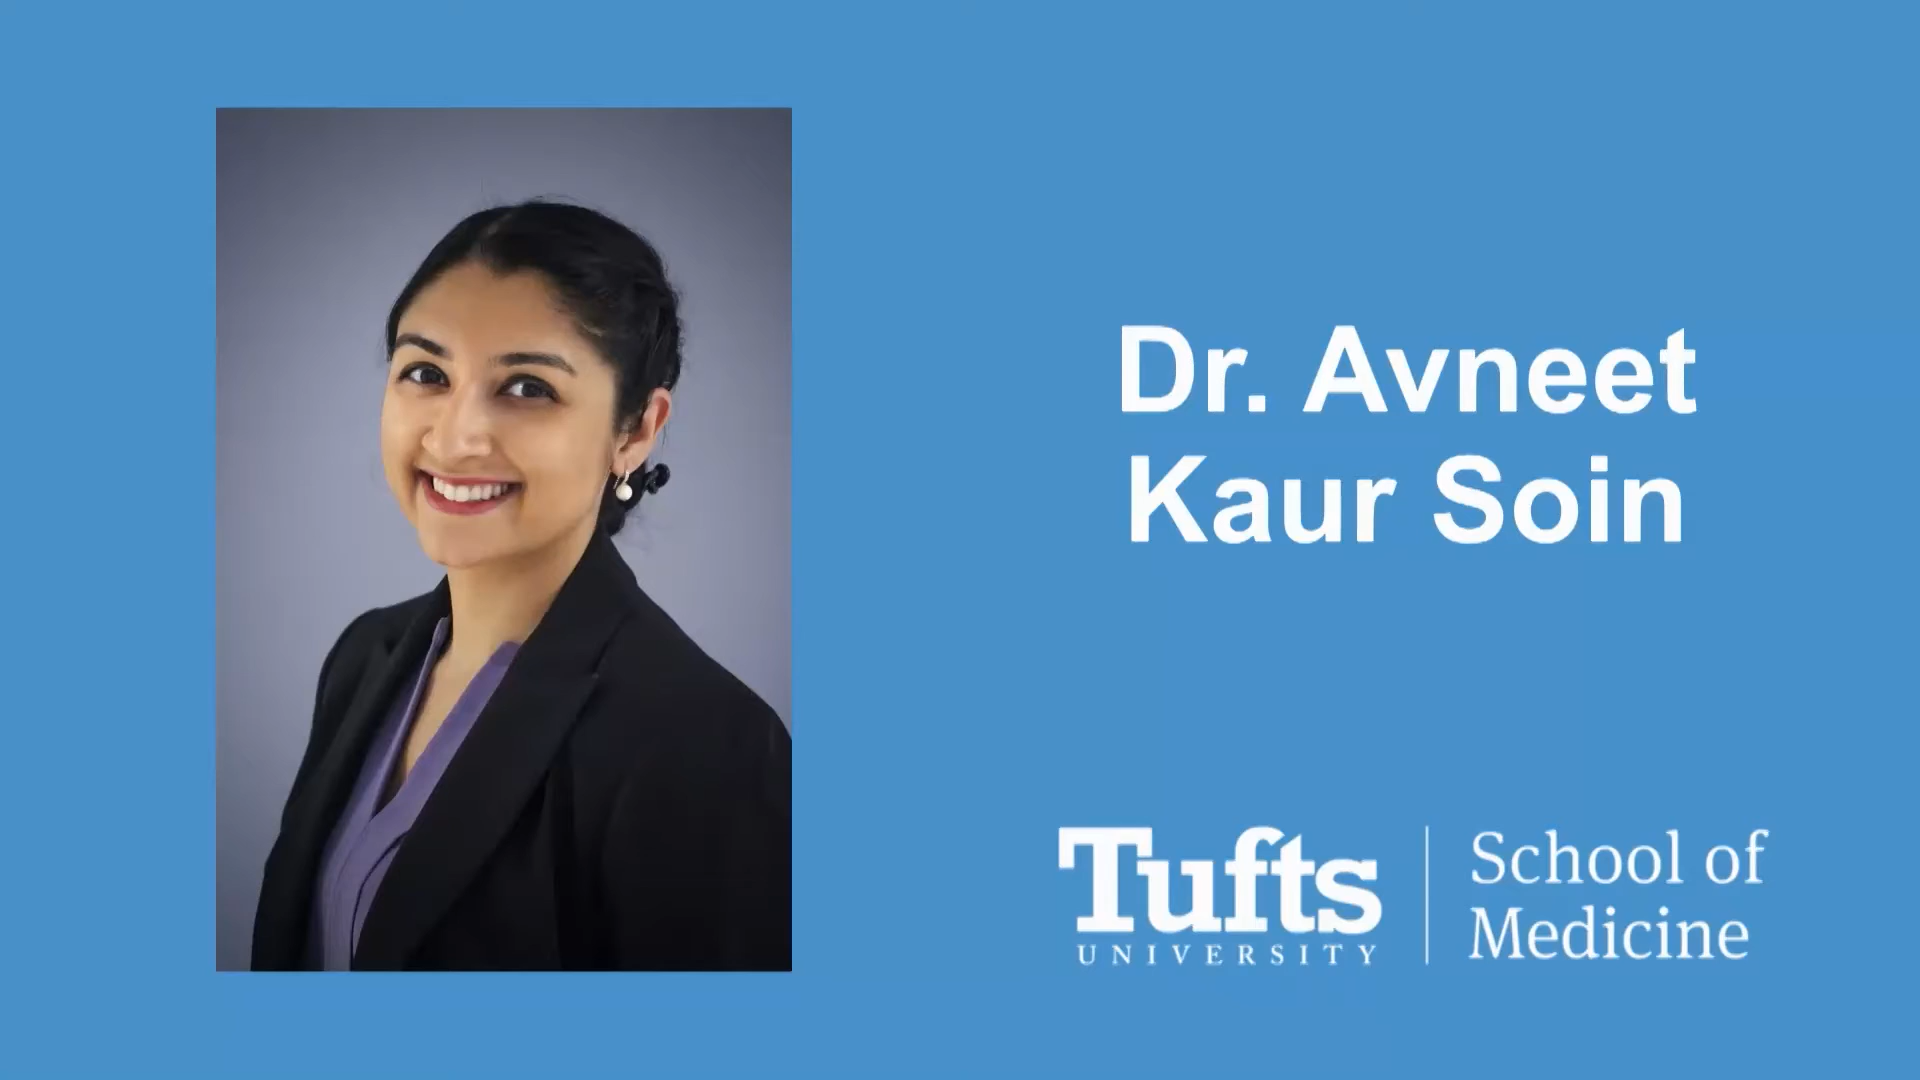 Dr. Avneet
Kaur Soin
Tufts
UNIVERSITY
School of
Medicine